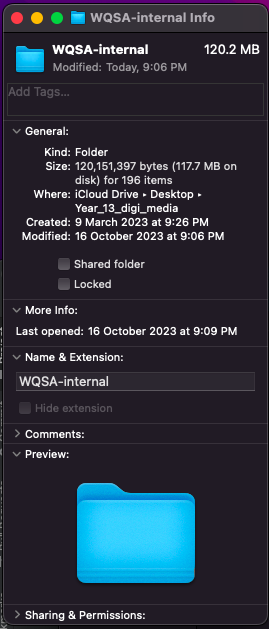 WQSA-internal Info
WQSA-internal 120.2 MB
Modified: Today, 9:06 PM
Add Tags...
General:
Kind: Folder
Size: 120,151,397 bytes (117.7 MB on
disk) for 196 items
Where: iCloud Drive ▸ Desktop ▸
Year_13_digi_media
Created: 9 March 2023 at 9:26 PM
Modified: 16 October 2023 at 9:06 PM
Shared folder
Locked
More Info:
Last opened: 16 October 2023 at 9:09 PM
Name & Extension:
WQSA-internal
Hide extension
Comments:
Preview:
Sharing & Permissions: